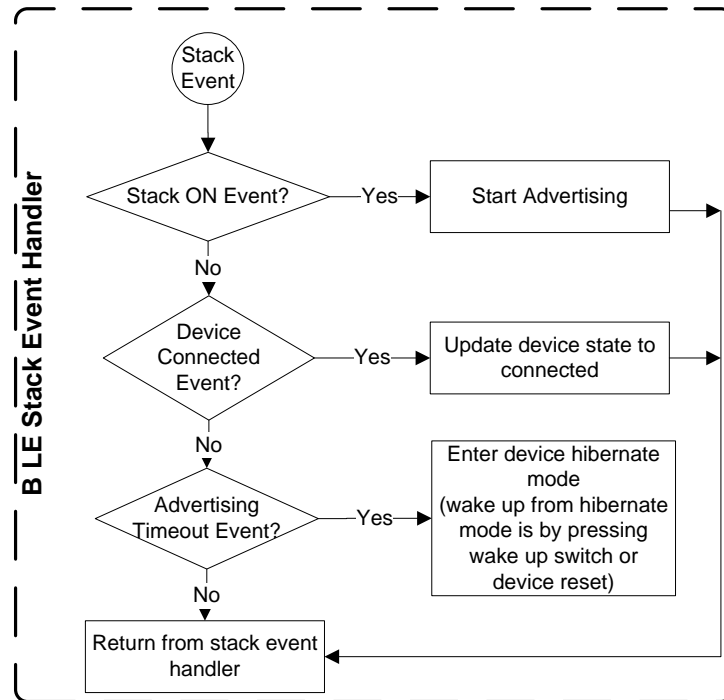 B LE Stack Event Handler
Stack
Event
Stack ON Event?
Yes
Start Advertising
No
Device
Connected
Event?
Yes
Update device state to
connected
No
Advertising
Timeout Event?
Yes
Enter device hibernate
mode
(wake up from hibernate
mode is by pressing
wake up switch or
device reset)
No
Return from stack event
handler